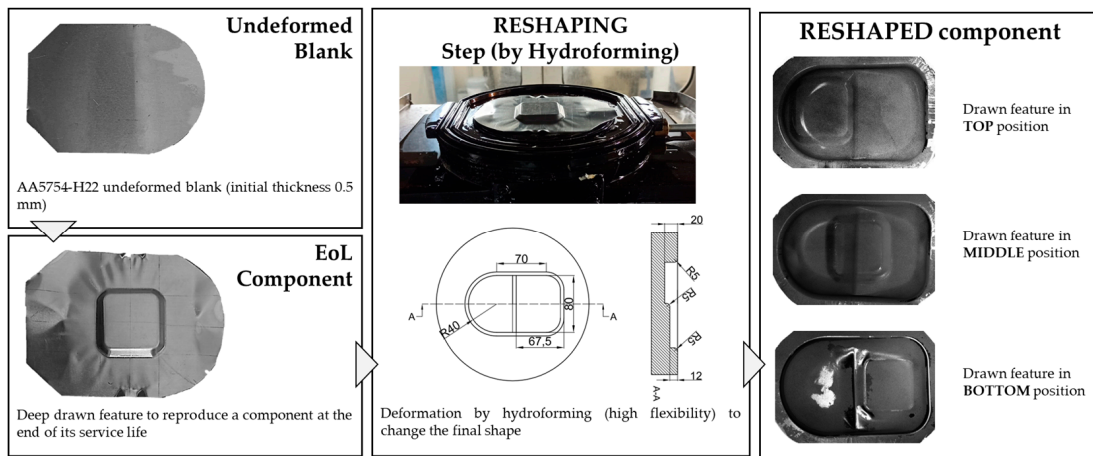 Undeformed
Blank
AA5754-H22 undeformed blank (initial thickness 0.5
mm)
EoL
Component
Deep drawn feature to reproduce a component at the
end of its service life
RESHAPING
Step (by Hydroforming)
20
70
R5
80
A
A
R5
R40
67,5
R5
12
A-A
Deformation by hydroforming (high flexibility) to
change the final shape
RESHAPED component
Drawn feature in
TOP position
Drawn feature in
MIDDLE position
Drawn feature in
BOTTOM position